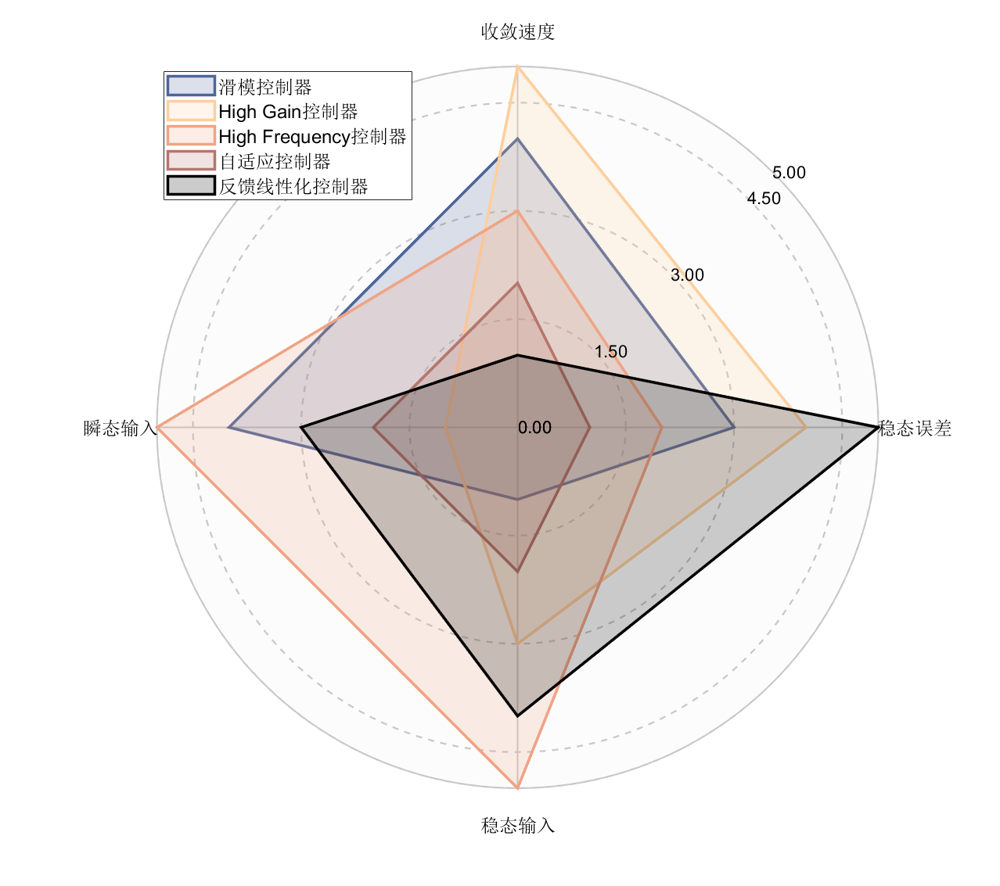 收敛速度
滑模控制器
High Gain控制器
High Frequency控制器
自适应控制器
反馈线性化控制器
5.00
4.50
3.00
1.50
0.00
瞬态输入
稳态误差
稳态输入